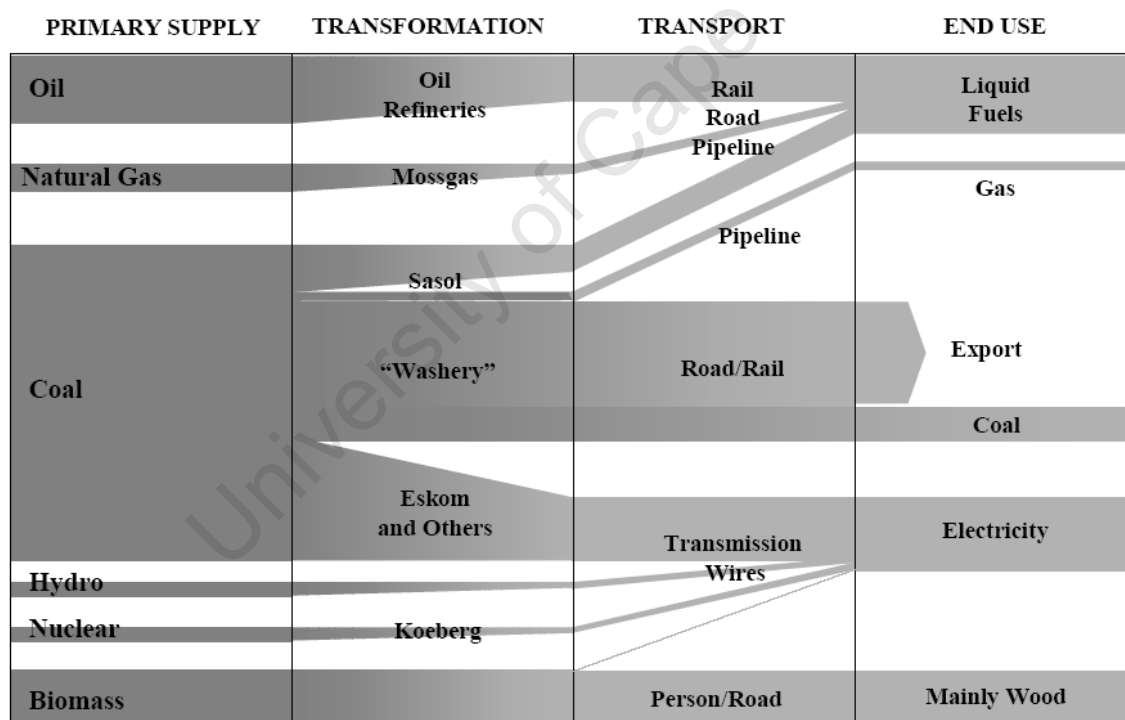 PRIMARY SUPPLY TRANSFORMATION TRANSPORT END USE
Oil
Oil
Refineries
Rail
Road
Pipeline
Liquid
Fuels
Natural Gas
Mossgas
Gas
Pipeline
Sasol
Coal
“Washery”
Road/Rail
Export
Coal
Eskom
and Others
Transmission
Wires
Electricity
Hydro
Nuclear
Koeberg
Biomass
Person/Road
Mainly Wood
University of Cape